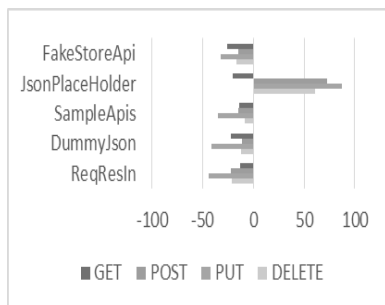 FakeStoreApi
JsonPlaceHolder
SampleApis
DummyJson
ReqResIn
-100 -50 0 50 100
GET POST PUT DELETE